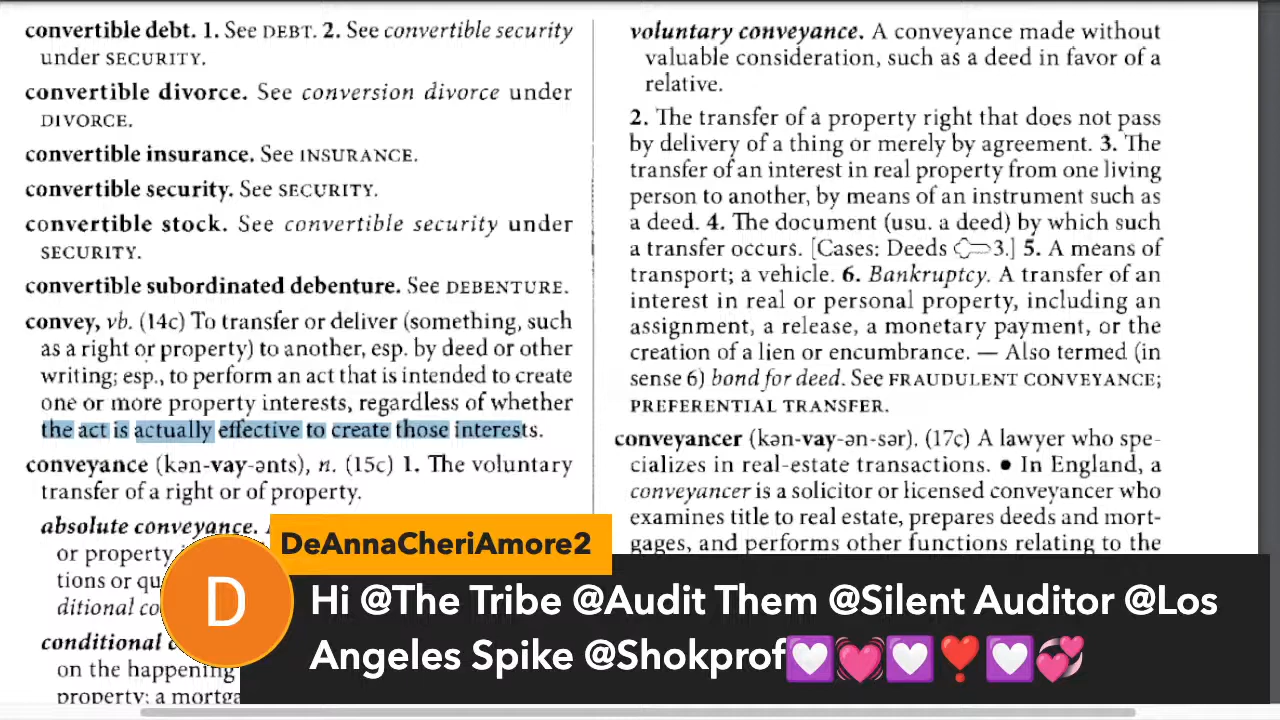 convertible debt. 1. See DEBT. 2. See convertible security
under SECURITY.
convertible divorce. See conversion divorce under
DIVORCE.
convertible insurance. See INSURANCE.
convertible security. See SECURITY.
convertible stock. See convertible security under
SECURITY.
convertible subordinated debenture. See DEBENTURE.
convey, vb. (14c) To transfer or deliver (something, such
as a right or property) to another, esp. by deed or other
writing; esp., to perform an act that is intended to create
one or more property interests, regardless of whether
the act is actually effective to create those interests.
conveyance (kən-vay-ənts), n. (15c) 1. The voluntary
transfer of a right or of property.
absolute conveyance.
or property
tions or
ditional
conditional
on the happening
property; a
voluntary conveyance. A conveyance made without
valuable consideration, such as a deed in favor of a
relative.
2. The transfer of a property right that does not pass
by delivery of a thing or merely by agreement. 3. The
transfer of an interest in real property from one living
person to another, by means of an instrument such as
a deed. 4. The document (usu. a deed) by which such
a transfer occurs. [Cases: Deeds 3.] 5. A means of
transport; a vehicle. 6. Bankruptcy. A transfer of an
interest in real or personal property, including an
assignment, a release, a monetary payment, or the
creation of a lien or encumbrance. — Also termed (in
sense 6) bond for deed. See FRAUDULENT CONVEYANCE;
PREFERENTIAL TRANSFER.
conveyancer (kən-vay-ən-sər). (17c) A lawyer who spe-
cializes in real-estate transactions. • In England, a
conveyancer is a solicitor or licensed conveyancer who
examines title to real estate, prepares deeds and mort-
gages, and performs other functions relating to the
DeAnnaCheriAmore2
D
Hi @The Tribe @Audit Them @Silent Auditor @Los
Angeles Spike @Shokprof💟💓💟❣️💟💞